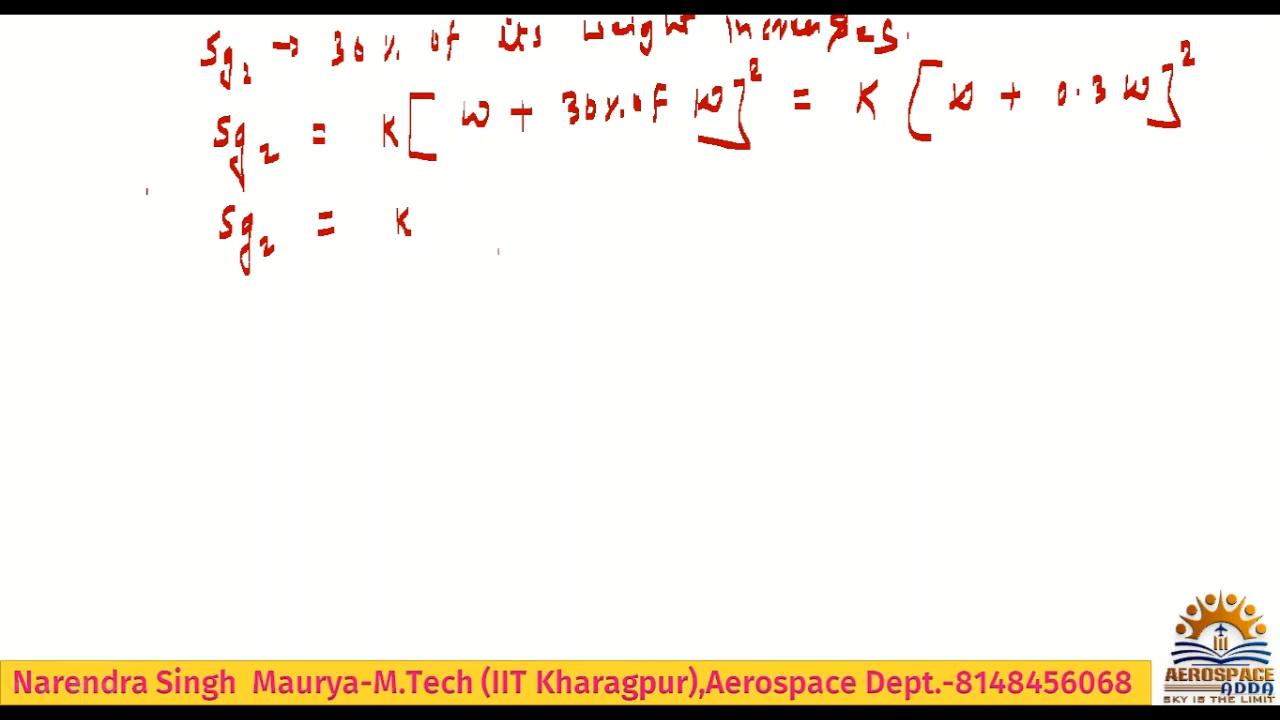 Sg₂ → 30% of its weight increases.
Sg₂ = K[W + 30% of W]² = K[W + 0.3W]²
Sg₂ = K
Narendra Singh Maurya-M.Tech (IIT Kharagpur),Aerospace Dept.-8148456068
AEROSPACE
ADDA
SKY IS THE LIMIT